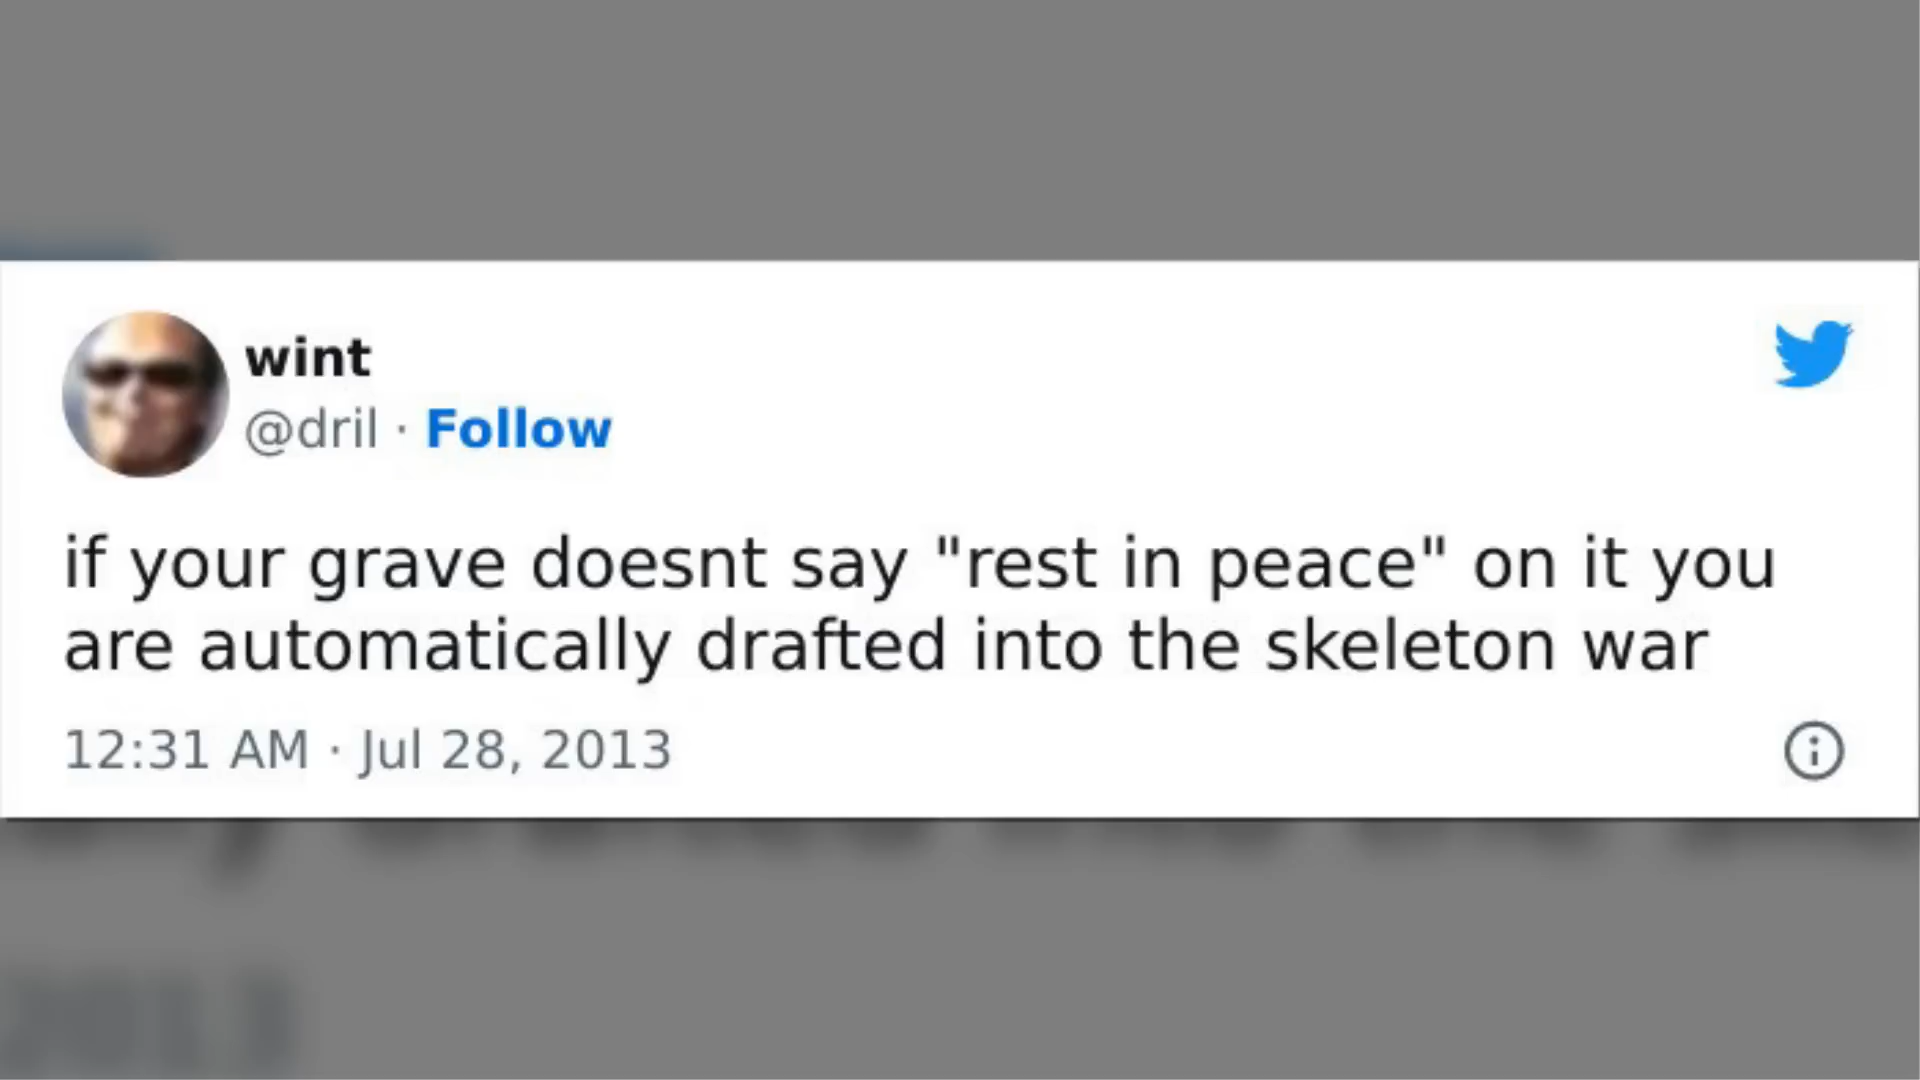 wint
@dril · Follow
if your grave doesnt say "rest in peace" on it you
are automatically drafted into the skeleton war
12:31 AM · Jul 28, 2013
2013